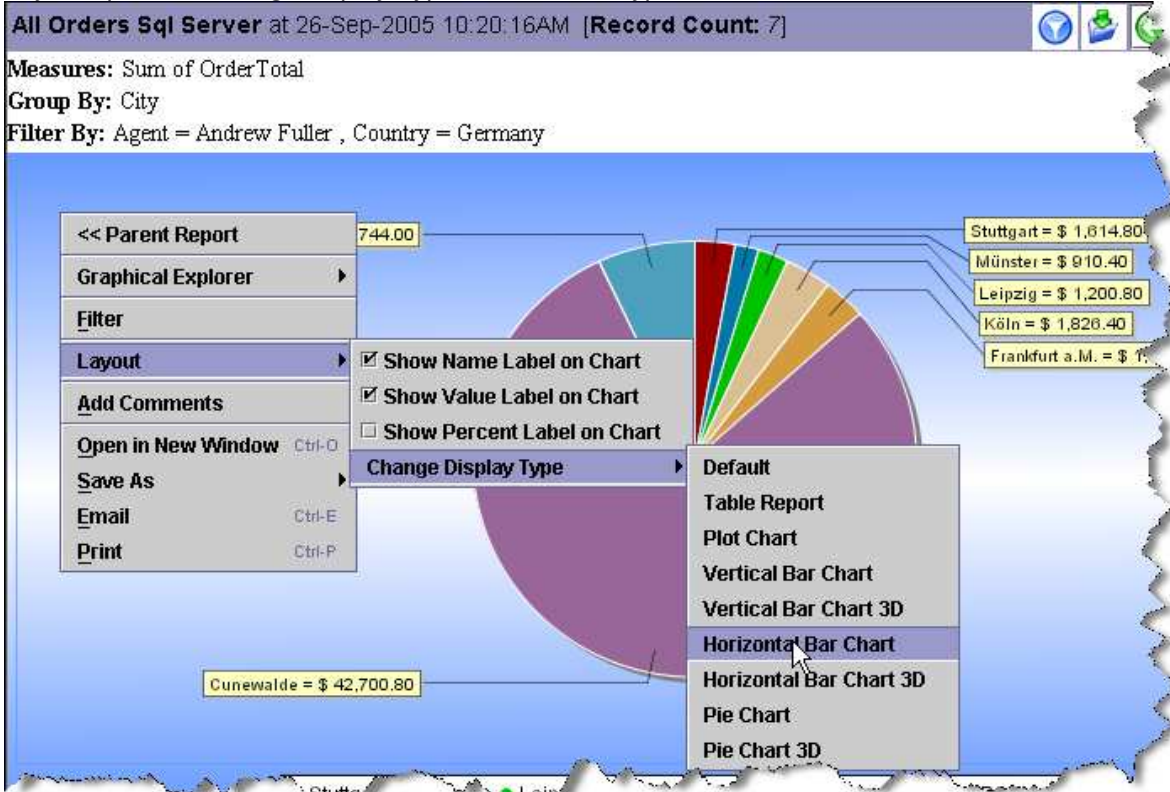 All Orders Sql Server at 26-Sep-2005 10:20:16AM [Record Count: 7]
Measures: Sum of OrderTotal
Group By: City
Filter By: Agent = Andrew Fuller , Country = Germany
<< Parent Report
Graphical Explorer
Filter
Layout
Add Comments
Open in New Window Ctrl-O
Save As
Email Ctrl-E
Print Ctrl-P
744.00
Show Name Label on Chart
Show Value Label on Chart
Show Percent Label on Chart
Change Display Type
Default
Table Report
Plot Chart
Vertical Bar Chart
Vertical Bar Chart 3D
Horizontal Bar Chart
Horizontal Bar Chart 3D
Pie Chart
Pie Chart 3D
Stuttgart = $ 1,614.80
Münster = $ 910.40
Leipzig = $ 1,200.80
Köln = $ 1,826.40
Frankfurt a.M. = $
Cunewalde = $ 42,700.80